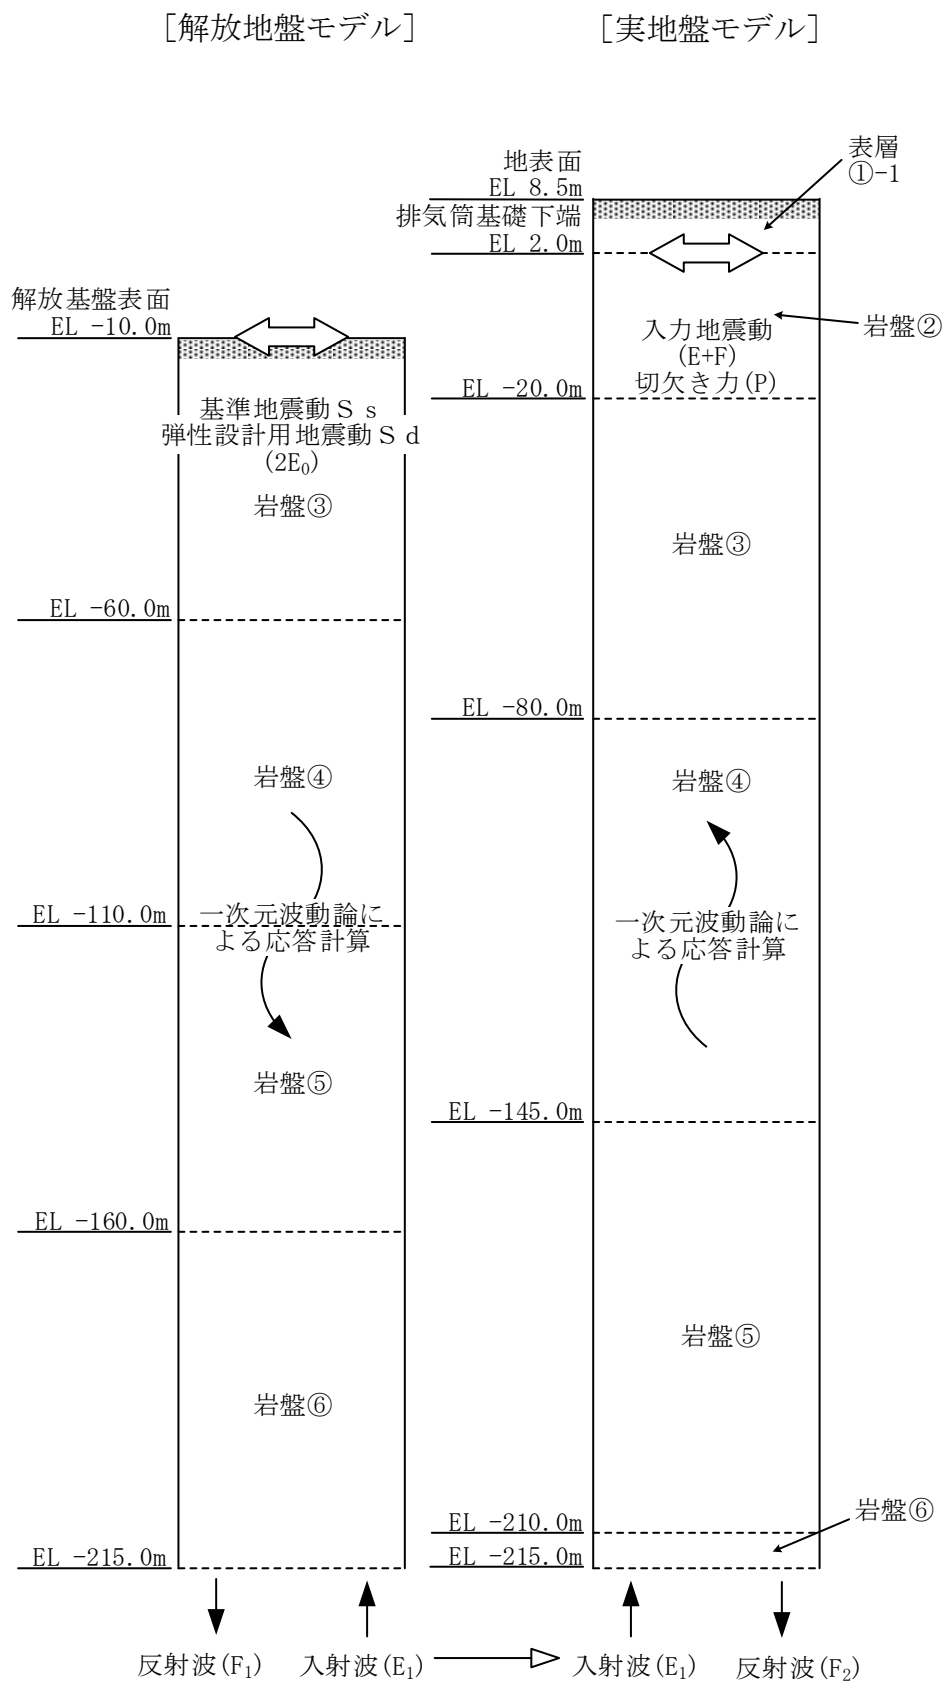 [解放地盤モデル]
解放基盤表面
EL -10.0m
基準地震動Ｓｓ
弾性設計用地震動Ｓｄ
(2E₀)
岩盤③
EL -60.0m
岩盤④
EL -110.0m
一次元波動論に
よる応答計算
岩盤⑤
EL -160.0m
岩盤⑥
EL -215.0m
反射波(F₁)
入射波(E₁)
[実地盤モデル]
地表面
EL 8.5m
表層
①-1
排気筒基礎下端
EL 2.0m
岩盤②
入力地震動
(E+F)
切欠き力(P)
EL -20.0m
岩盤③
EL -80.0m
岩盤④
一次元波動論に
よる応答計算
EL -145.0m
岩盤⑤
EL -210.0m
岩盤⑥
EL -215.0m
入射波(E₁)
反射波(F₂)